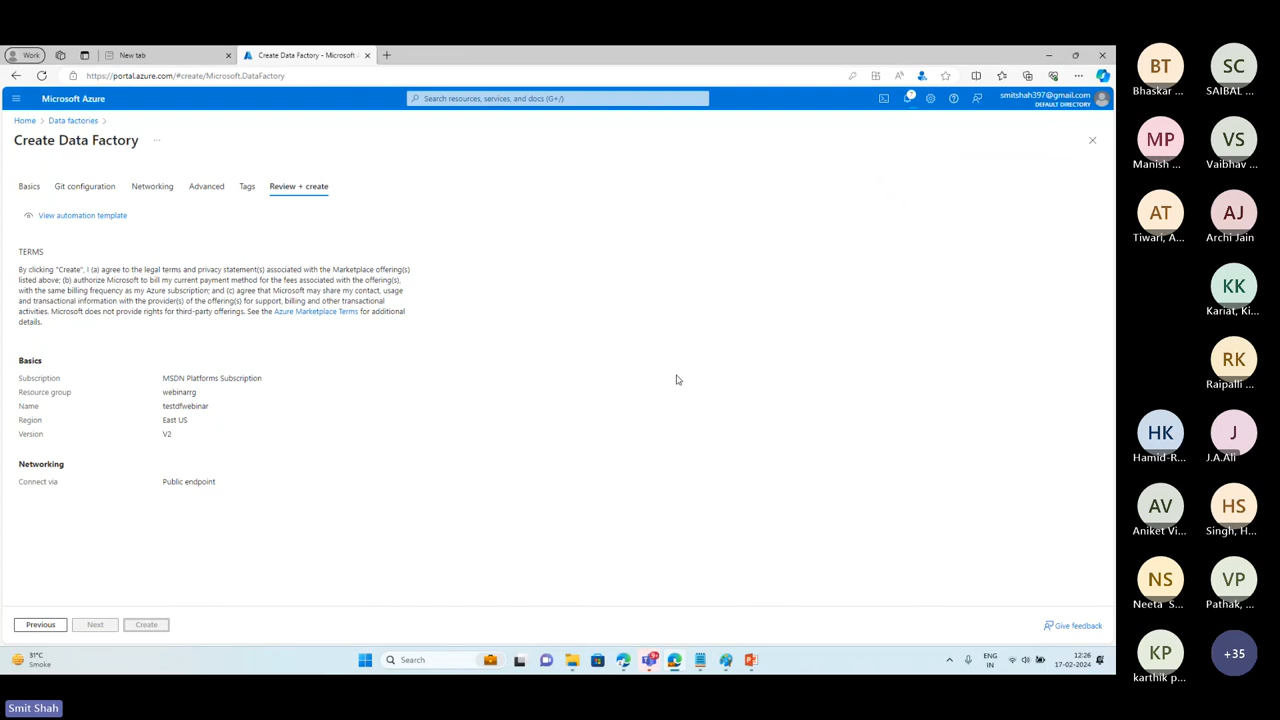 Work
New tab
Create Data Factory - Microsoft A
https://portal.azure.com/#create/Microsoft.DataFactory
Microsoft Azure
Search resources, services, and docs (G+/)
7
smitshah397@gmail.com
DEFAULT DIRECTORY
Home > Data factories >
Create Data Factory ...
Basics
Git configuration
Networking
Advanced
Tags
Review + create
View automation template
TERMS
By clicking "Create", I (a) agree to the legal terms and privacy statement(s) associated with the Marketplace offering(s)
listed above; (b) authorize Microsoft to bill my current payment method for the fees associated with the offering(s),
with the same billing frequency as my Azure subscription; and (c) agree that Microsoft may share my contact, usage
and transactional information with the provider(s) of the offering(s) for support, billing and other transactional
activities. Microsoft does not provide rights for third-party offerings. See the Azure Marketplace Terms for additional
details.
Basics
Subscription MSDN Platforms Subscription
Resource group webinarrg
Name testdfwebinar
Region East US
Version V2
Networking
Connect via Public endpoint
Previous
Next
Create
Give feedback
31°C
Smoke
Search
ENG
IN
12:26
17-02-2024
Smit Shah
BT
Bhaskar ...
SC
SAIBAL ...
MP
Manish ...
VS
Vaibhav ...
AT
Tiwari, A...
AJ
Archi Jain
KK
Kariat, Ki...
RK
Raipalli ...
HK
Hamid-R...
J
J.A.Ali
AV
Aniket Vi...
HS
Singh, H...
NS
Neeta S...
VP
Pathak, ...
KP
karthik p...
+35